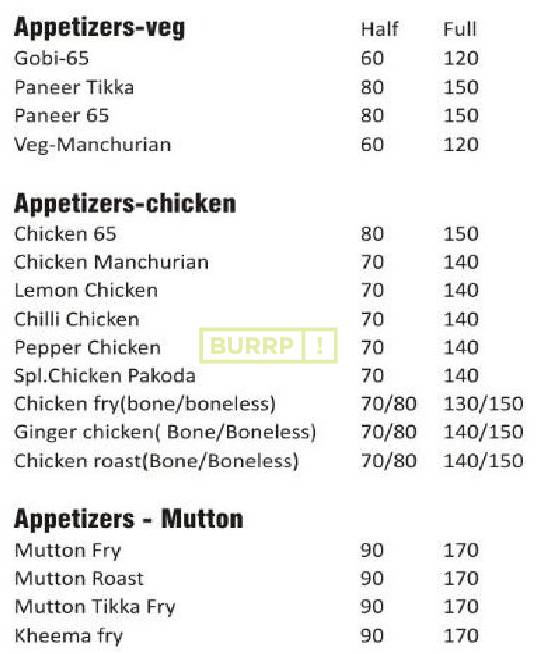 Appetizers-veg Half Full
Gobi-65 60 120
Paneer Tikka 80 150
Paneer 65 80 150
Veg-Manchurian 60 120
Appetizers-chicken
Chicken 65 80 150
Chicken Manchurian 70 140
Lemon Chicken 70 140
Chilli Chicken 70 140
Pepper Chicken 70 140
BURRP!
Spl.Chicken Pakoda 70 140
Chicken fry(bone/boneless) 70/80 130/150
Ginger chicken( Bone/Boneless) 70/80 140/150
Chicken roast(Bone/Boneless) 70/80 140/150
Appetizers - Mutton
Mutton Fry 90 170
Mutton Roast 90 170
Mutton Tikka Fry 90 170
Kheema fry 90 170